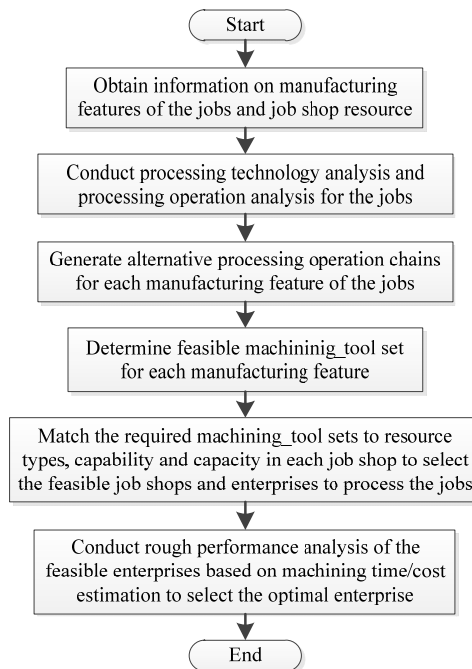 Start
Obtain information on manufacturing
features of the jobs and job shop resource
Conduct processing technology analysis and
processing operation analysis for the jobs
Generate alternative processing operation chains
for each manufacturing feature of the jobs
Determine feasible machininig_tool set
for each manufacturing feature
Match the required machining_tool sets to resource
types, capability and capacity in each job shop to select
the feasible job shops and enterprises to process the jobs
Conduct rough performance analysis of the
feasible enterprises based on machining time/cost
estimation to select the optimal enterprise
End